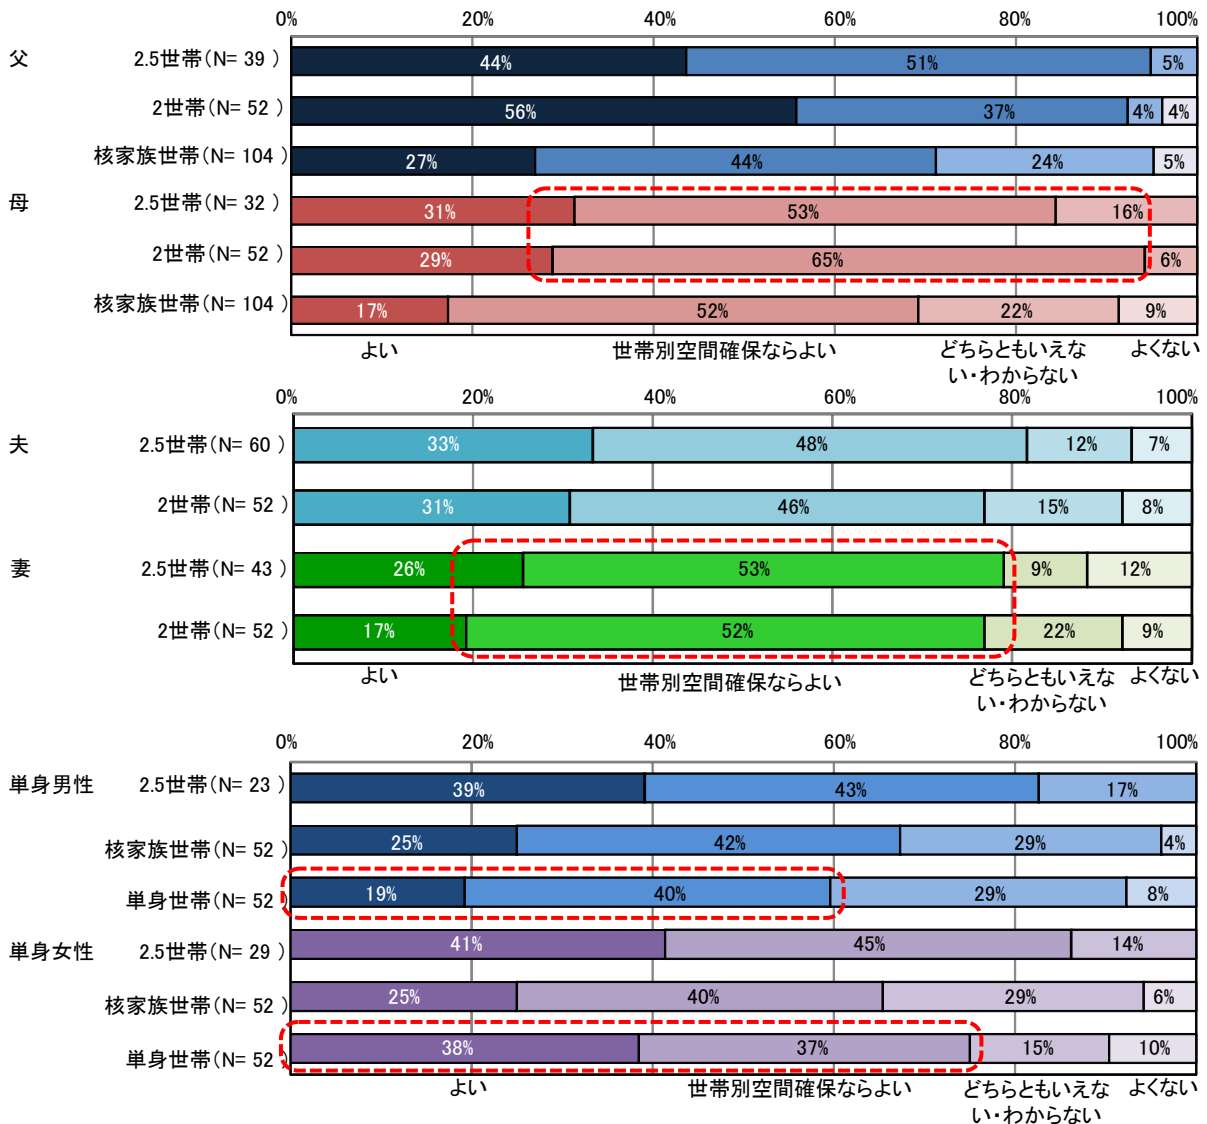 0% 20% 40% 60% 80% 100%
父 2.5世帯(N= 39 ) 44% 51% 5%
2世帯(N= 52 ) 56% 37% 4% 4%
核家族世帯(N= 104 ) 27% 44% 24% 5%
母 2.5世帯(N= 32 ) 31% 53% 16%
2世帯(N= 52 ) 29% 65% 6%
核家族世帯(N= 104 ) 17% 52% 22% 9%
よい 世帯別空間確保ならよい どちらともいえな よくない
い・わからない
0% 20% 40% 60% 80% 100%
夫 2.5世帯(N= 60 ) 33% 48% 12% 7%
2世帯(N= 52 ) 31% 46% 15% 8%
妻 2.5世帯(N= 43 ) 26% 53% 9% 12%
2世帯(N= 52 ) 17% 52% 22% 9%
よい 世帯別空間確保ならよい どちらともいえな よくない
い・わからない
0% 20% 40% 60% 80% 100%
単身男性 2.5世帯(N= 23 ) 39% 43% 17%
核家族世帯(N= 52 ) 25% 42% 29% 4%
単身世帯(N= 52 ) 19% 40% 29% 8%
単身女性 2.5世帯(N= 29 ) 41% 45% 14%
核家族世帯(N= 52 ) 25% 40% 29% 6%
単身世帯(N= 52 ) 38% 37% 15% 10%
よい 世帯別空間確保ならよい どちらともいえな よくない
い・わからない